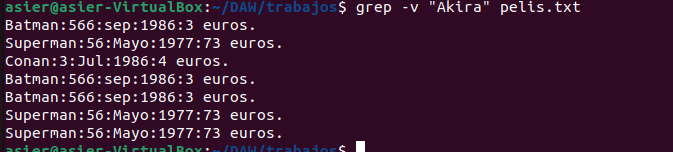 asier@asier-VirtualBox:~/DAW/trabajos$ grep -v "Akira" pelis.txt
Batman:566:sep:1986:3 euros.
Superman:56:Mayo:1977:73 euros.
Conan:3:Jul:1986:4 euros.
Batman:566:sep:1986:3 euros.
Batman:566:sep:1986:3 euros.
Superman:56:Mayo:1977:73 euros.
Superman:56:Mayo:1977:73 euros.
asier@asier-VirtualBox:~/DAW/trabajos$